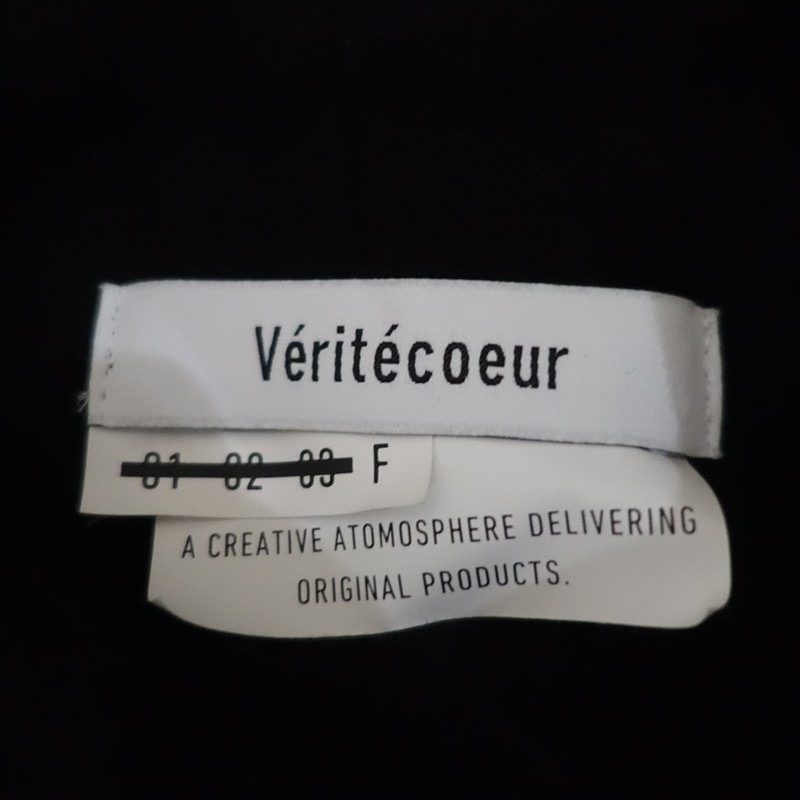 Véritécoeur
01 02 03 F
A CREATIVE ATOMOSPHERE DELIVERING
ORIGINAL PRODUCTS.